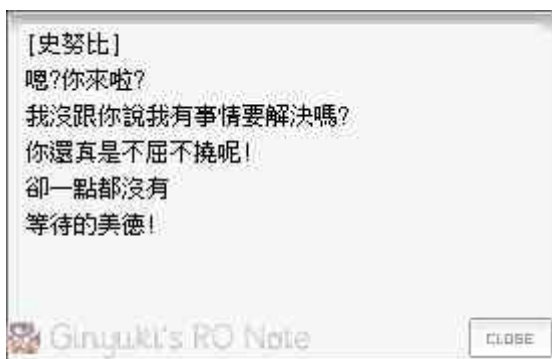 [史努比]
嗯?你來啦?
我沒跟你說我有事情要解決嗎?
你還真是不屈不撓呢!
卻一點都沒有
等待的美德!
Ginyuki's RO Note
CLOSE